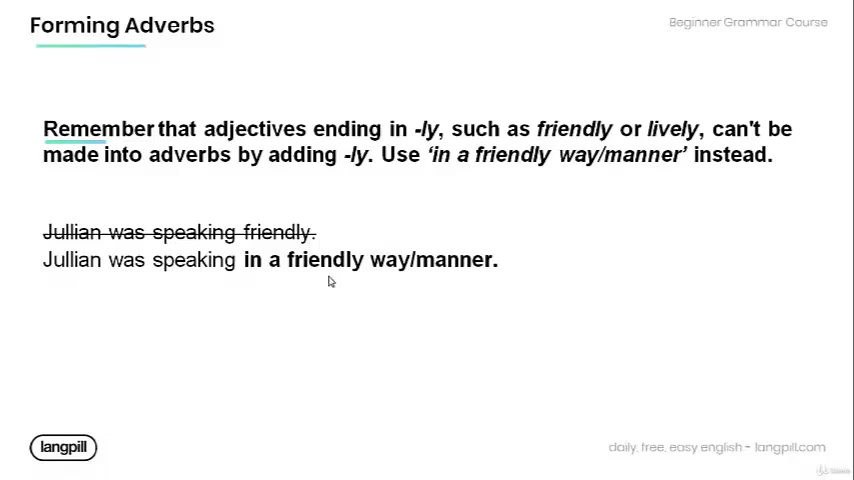 Forming Adverbs
Beginner Grammar Course
Remember that adjectives ending in -ly, such as friendly or lively, can't be
made into adverbs by adding -ly. Use ‘in a friendly way/manner’ instead.
Jullian was speaking friendly.
Jullian was speaking in a friendly way/manner.
langpill
daily, free, easy english - langpill.com